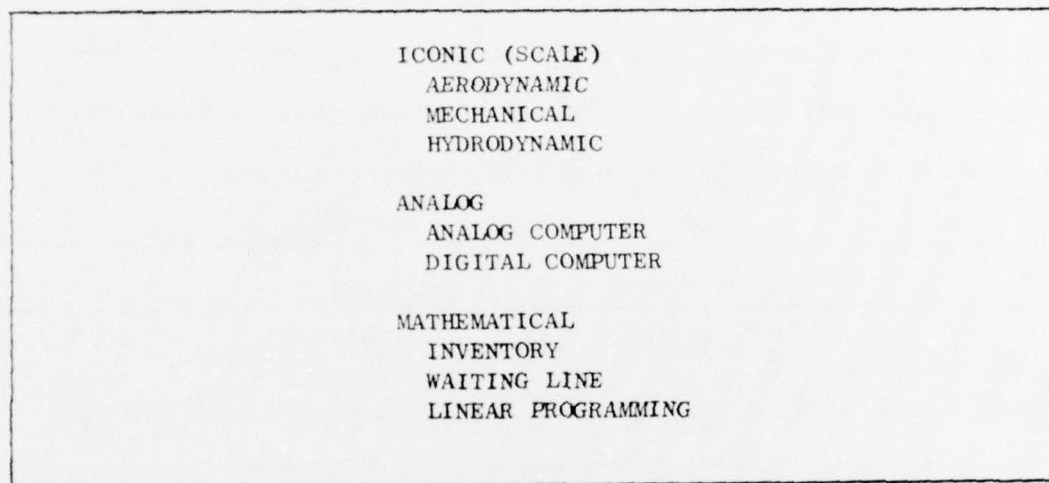 ICONIC (SCALE)
AERODYNAMIC
MECHANICAL
HYDRODYNAMIC
ANALOG
ANALOG COMPUTER
DIGITAL COMPUTER
MATHEMATICAL
INVENTORY
WAITING LINE
LINEAR PROGRAMMING